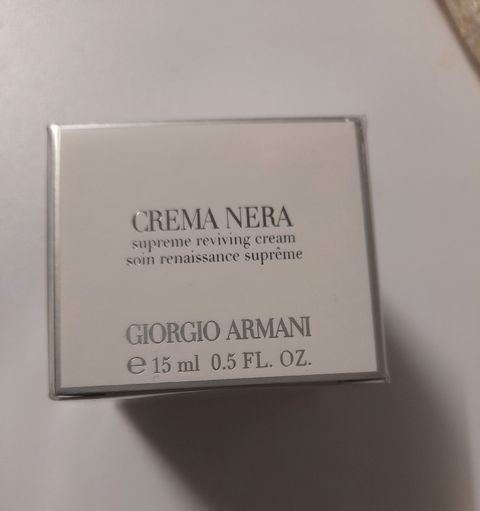 CREMA NERA
supreme reviving cream
soin renaissance suprême
GIORGIO ARMANI
℮ 15 ml 0.5 FL. OZ.